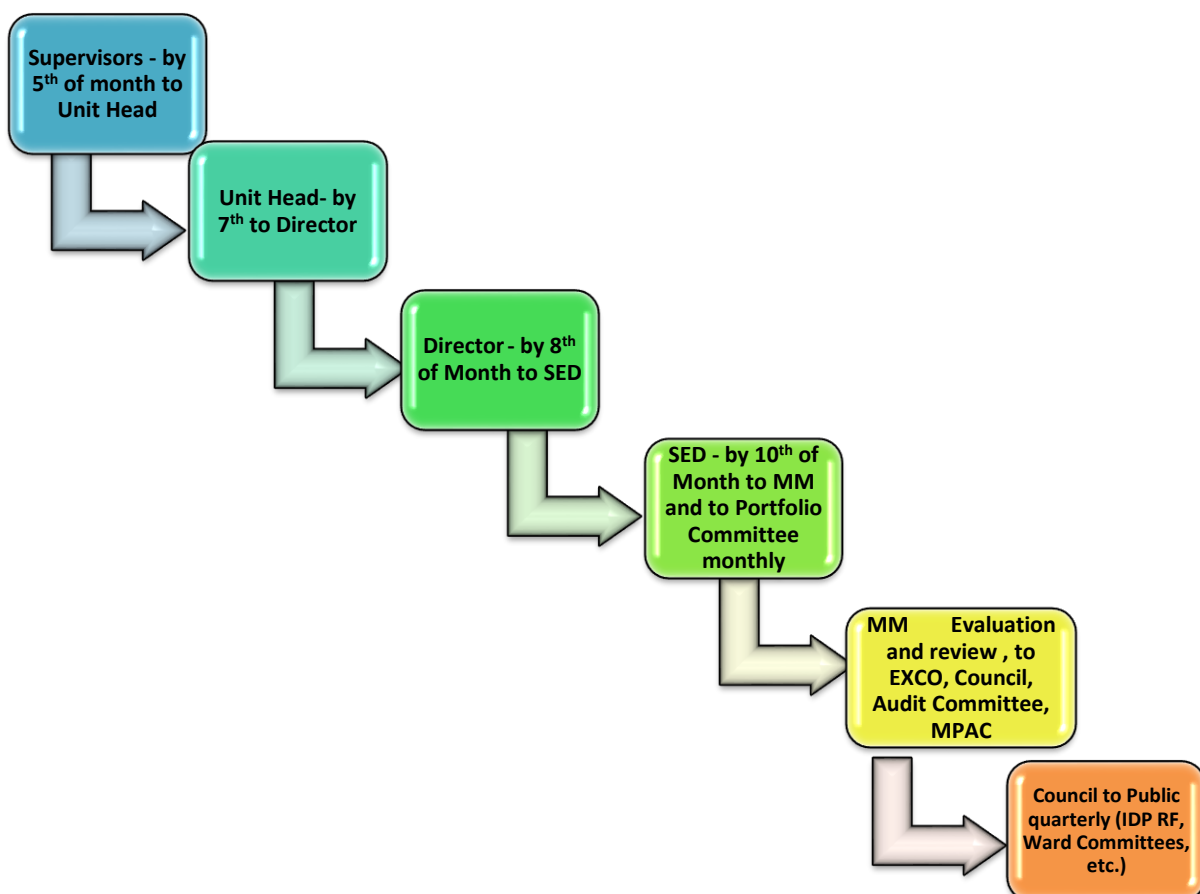 Supervisors - by
5th of month to
Unit Head
Unit Head- by
7th to Director
Director - by 8th
of Month to SED
SED - by 10th of
Month to MM
and to Portfolio
Committee
monthly
MM Evaluation
and review , to
EXCO, Council,
Audit Committee,
MPAC
Council to Public
quarterly (IDP RF,
Ward Committees,
etc.)